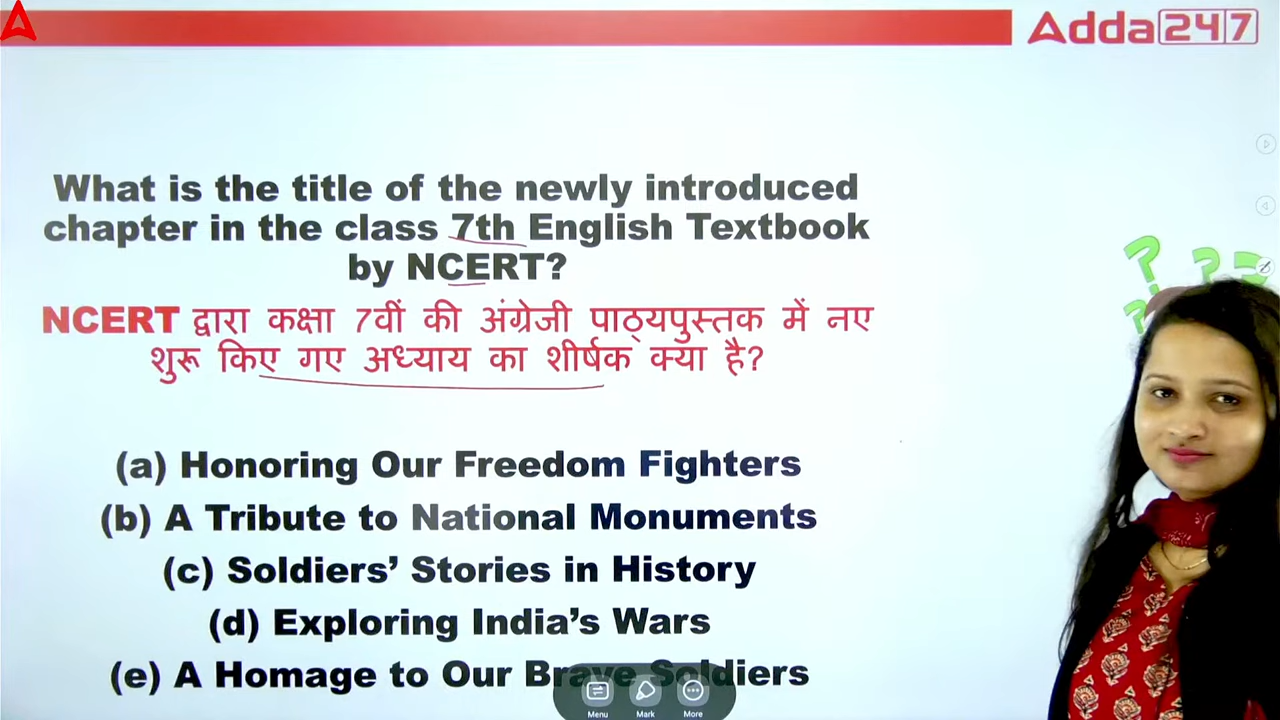 Adda247
What is the title of the newly introduced
chapter in the class 7th English Textbook
by NCERT?
NCERT द्वारा कक्षा 7वीं की अंग्रेजी पाठ्यपुस्तक में नए
शुरू किए गए अध्याय का शीर्षक क्या है?
(a) Honoring Our Freedom Fighters
(b) A Tribute to National Monuments
(c) Soldiers’ Stories in History
(d) Exploring India’s Wars
(e) A Homage to Our Brave Soldiers
Menu Mark More